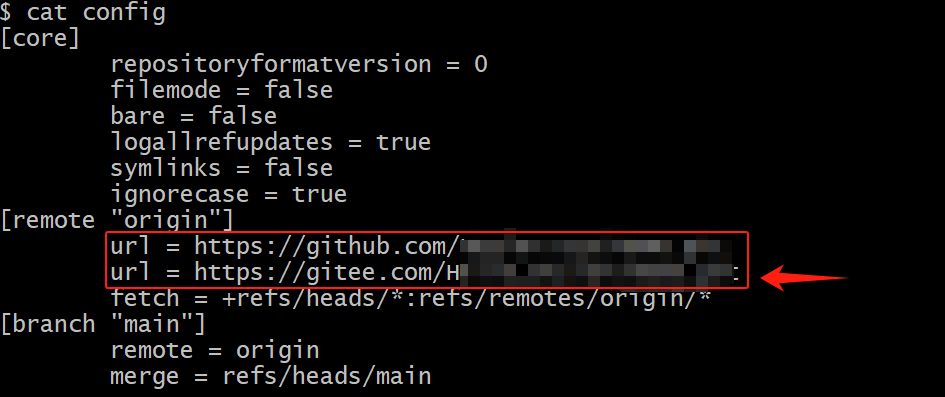 $ cat config
[core]
repositoryformatversion = 0
filemode = false
bare = false
logallrefupdates = true
symlinks = false
ignorecase = true
[remote "origin"]
url = https://github.com/
url = https://gitee.com/H
fetch = +refs/heads/*:refs/remotes/origin/*
[branch "main"]
remote = origin
merge = refs/heads/main